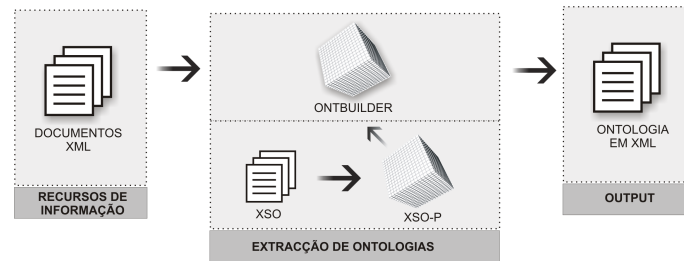 DOCUMENTOS
XML
RECURSOS DE
INFORMAÇÃO
ONTBUILDER
XSO
XSO-P
EXTRACÇÃO DE ONTOLOGIAS
ONTOLOGIA
EM XML
OUTPUT